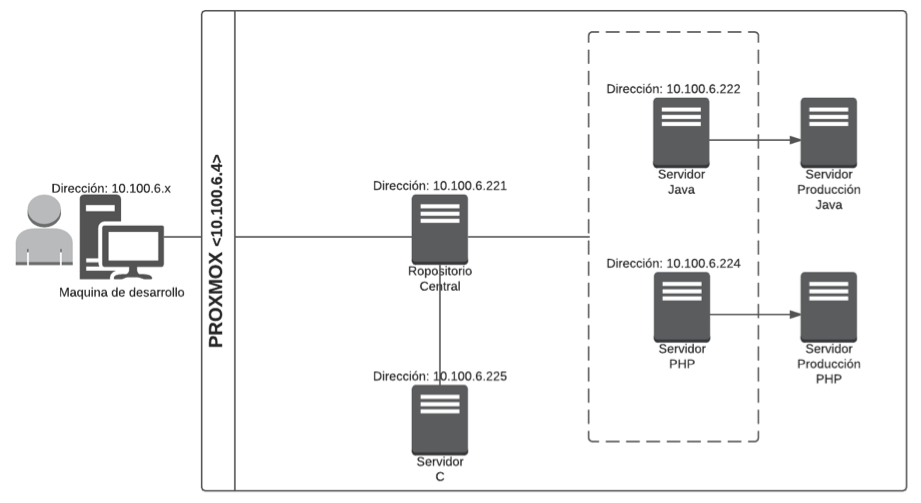 Dirección: 10.100.6.x
Maquina de desarrollo
PROXMOX <10.100.6.4>
Dirección: 10.100.6.221
Ropositorio
Central
Dirección: 10.100.6.225
Servidor
C
Dirección: 10.100.6.222
Servidor
Java
Servidor
Producción
Java
Dirección: 10.100.6.224
Servidor
PHP
Servidor
Producción
PHP